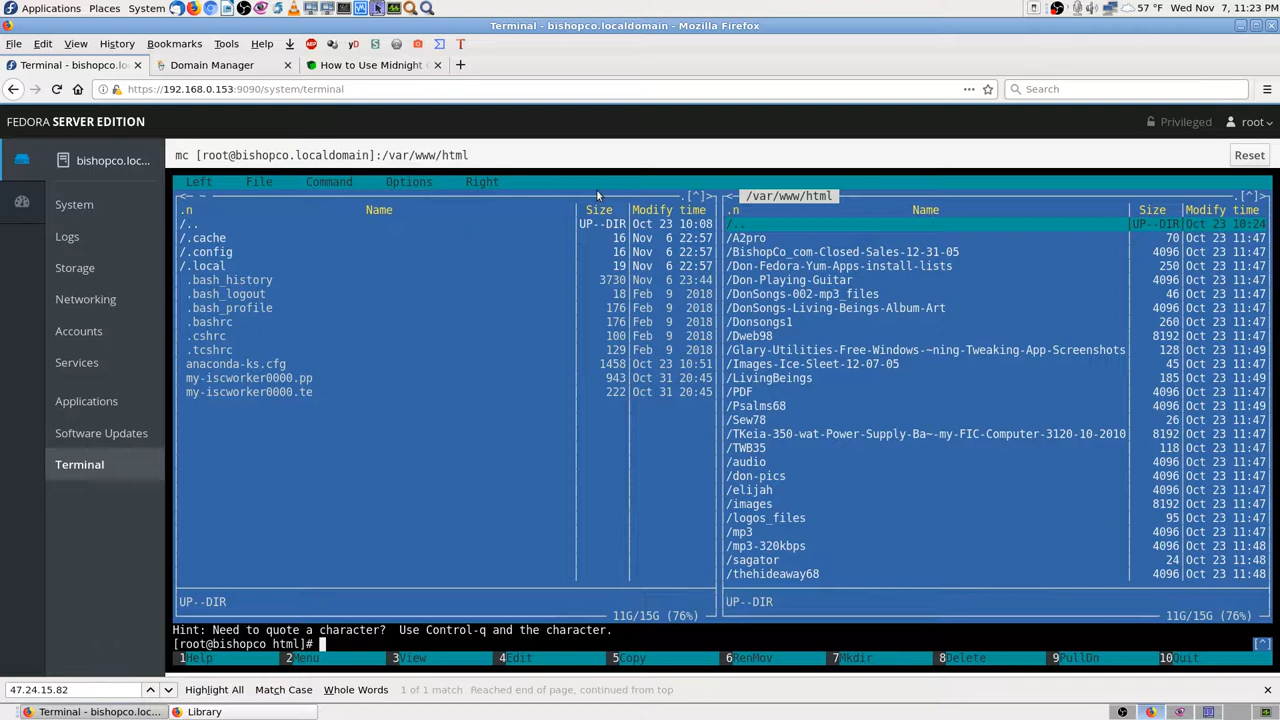 Applications Places System 57 °F Wed Nov 7, 11:23 PM
Terminal - bishopco.localdomain - Mozilla Firefox
File Edit View History Bookmarks Tools Help
Terminal - bishopco.loc Domain Manager How to Use Midnight
https://192.168.0.153:9090/system/terminal Search
FEDORA SERVER EDITION Privileged root
bishopco.loc...
System
Logs
Storage
Networking
Accounts
Services
Applications
Software Updates
Terminal
mc [root@bishopco.localdomain]:/var/www/html Reset
Left File Command Options Right
<- ~ .[^]> <- /var/www/html .[^]>
.n Name Size Modify time .n Name Size Modify time
/.. UP--DIR Oct 23 10:08 /.. UP--DIR Oct 23 10:24
/.cache 16 Nov 6 22:57 /A2pro 70 Oct 23 11:47
/.config 16 Nov 6 22:57 /BishopCo_com-Closed-Sales-12-31-05 4096 Oct 23 11:47
/.local 19 Nov 6 22:57 /Don-Fedora-Yum-Apps-install-lists 250 Oct 23 11:47
.bash_history 3730 Nov 6 23:44 /Don-Playing-Guitar 4096 Oct 23 11:47
.bash_logout 18 Feb 9 2018 /DonSongs-002-mp3_files 46 Oct 23 11:47
.bash_profile 176 Feb 9 2018 /DonSongs-Living-Beings-Album-Art 4096 Oct 23 11:47
.bashrc 176 Feb 9 2018 /Donsongs1 260 Oct 23 11:47
.cshrc 100 Feb 9 2018 /Dweb98 8192 Oct 23 11:47
.tcshrc 129 Feb 9 2018 /Glary-Utilities-Free-Windows-~ning-Tweaking-App-Screenshots 128 Oct 23 11:49
anaconda-ks.cfg 1458 Oct 23 10:51 /Images-Ice-Sleet-12-07-05 45 Oct 23 11:47
my-iscworker0000.pp 943 Oct 31 20:45 /LivingBeings 185 Oct 23 11:49
my-iscworker0000.te 222 Oct 31 20:45 /PDF 4096 Oct 23 11:47
/Psalms68 4096 Oct 23 11:49
/Sew78 26 Oct 23 11:49
/TKeia-350-wat-Power-Supply-Ba~-my-FIC-Computer-3120-10-2010 8192 Oct 23 11:47
/TWB35 118 Oct 23 11:47
/audio 4096 Oct 23 11:47
/don-pics 4096 Oct 23 11:47
/elijah 4096 Oct 23 11:47
/images 8192 Oct 23 11:47
/logos_files 95 Oct 23 11:47
/mp3 4096 Oct 23 11:47
/mp3-320kbps 4096 Oct 23 11:48
/sagator 24 Oct 23 11:48
/thehideaway68 4096 Oct 23 11:48
UP--DIR UP--DIR
11G/15G (76%) 11G/15G (76%)
Hint: Need to quote a character? Use Control-q and the character.
[root@bishopco html]# [^]
1Help 2Menu 3View 4Edit 5Copy 6RenMov 7Mkdir 8Delete 9PullDn 10Quit
47.24.15.82 Highlight All Match Case Whole Words 1 of 1 match Reached end of page, continued from top
Terminal - bishopco.loc... Library